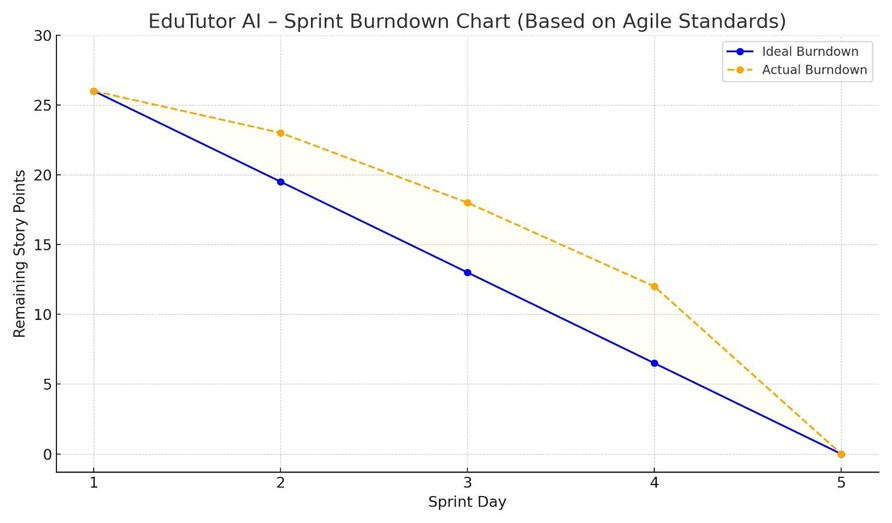 EduTutor AI – Sprint Burndown Chart (Based on Agile Standards)
Ideal Burndown
Actual Burndown
Remaining Story Points
30
25
20
15
10
5
0
1 2 3 4 5
Sprint Day